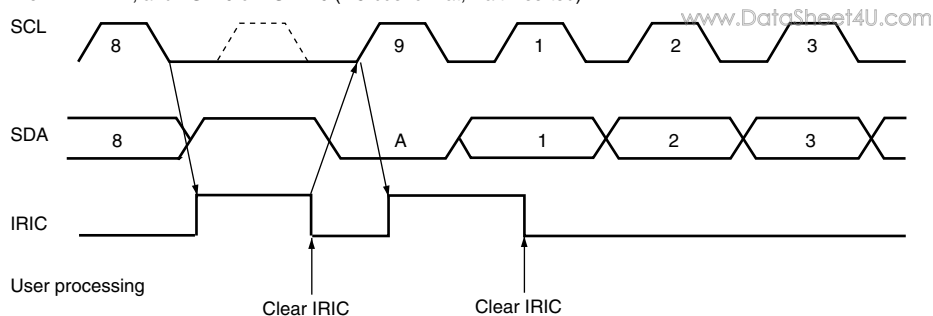 www.DataSheet4U.com
SCL 8 9 1 2 3
SDA 8 A 1 2 3
IRIC
User processing
Clear IRIC Clear IRIC